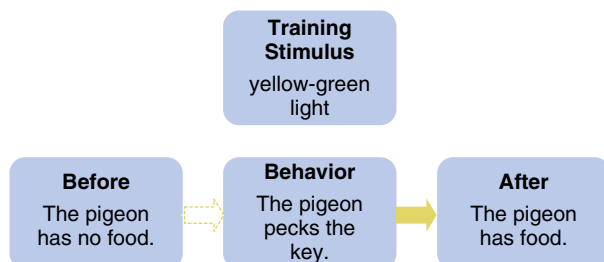 Training
Stimulus
yellow-green
light
Before
The pigeon
has no food.
Behavior
The pigeon
pecks the
key.
After
The pigeon
has food.